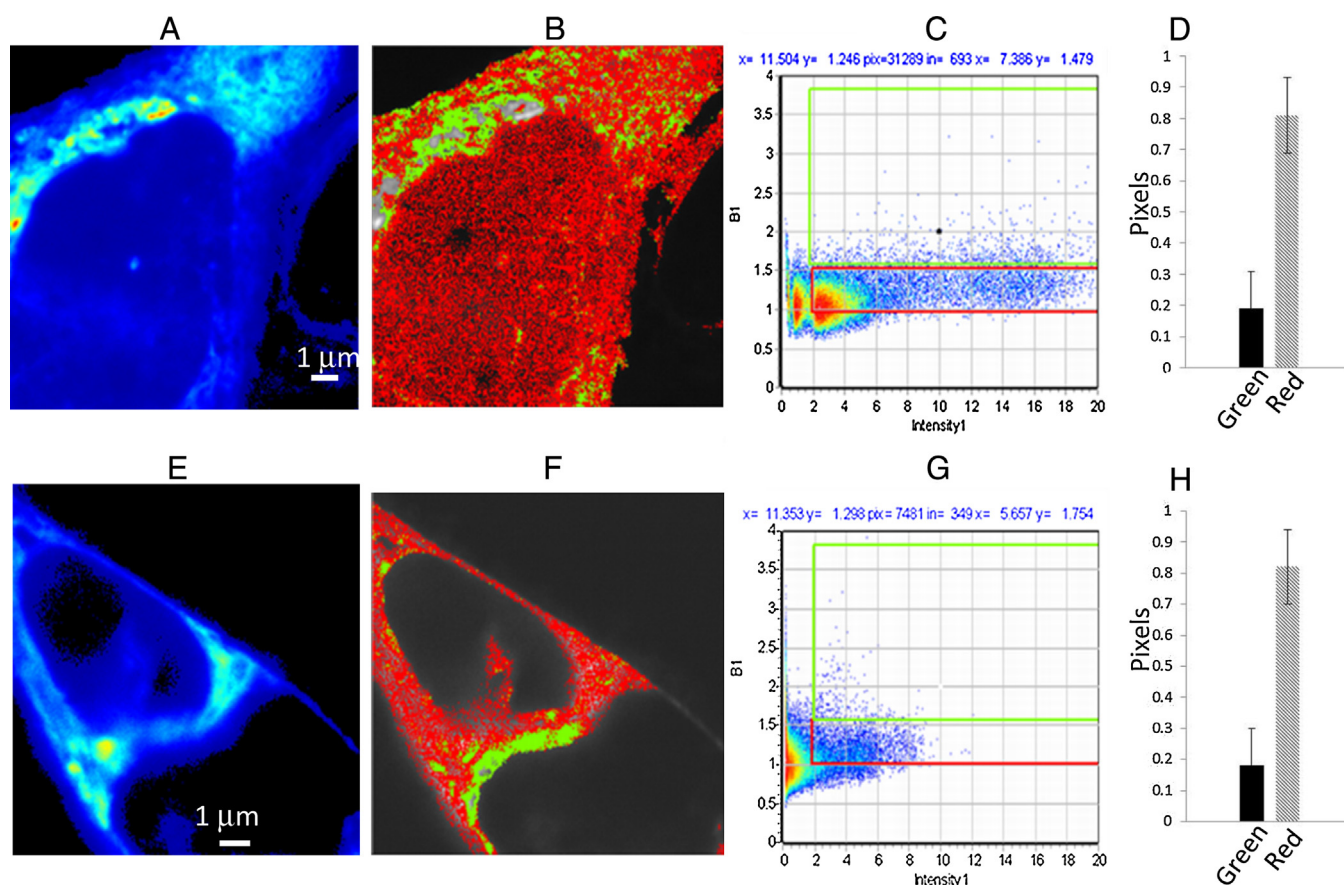 A
B
C
D
x= 11.504 y= 1.246 pix=31289 in= 693 x= 7.386 y= 1.479
4
3.5
3
2.5
2
1.5
1
0.5
0
B1
0 2 4 6 8 10 12 14 16 18 20
Intensity1
1
0.9
0.8
0.7
0.6
0.5
0.4
0.3
0.2
0.1
0
Pixels
Green
Red
1 μm
E
F
G
H
x= 11.353 y= 1.298 pix= 7481 in= 349 x= 5.657 y= 1.754
4
3.5
3
2.5
2
1.5
1
0.5
0
B1
0 2 4 6 8 10 12 14 16 18 20
Intensity1
1
0.9
0.8
0.7
0.6
0.5
0.4
0.3
0.2
0.1
0
Pixels
Green
Red
1 μm